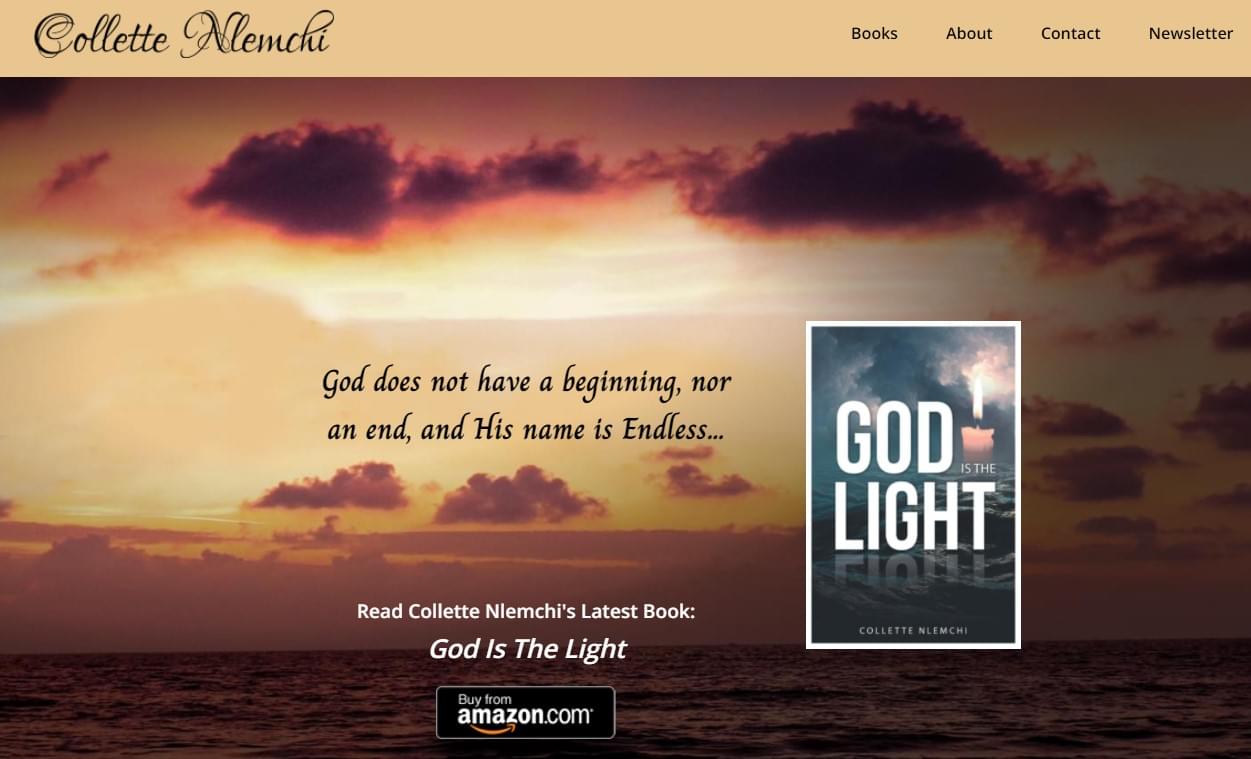 Collette Nlemchi
Books About Contact Newsletter
God does not have a beginning, nor
an end, and His name is Endless...
GOD
IS THE
LIGHT
COLLETTE NLEMCHI
Read Collette Nlemchi's Latest Book:
God Is The Light
Buy from
amazon.com